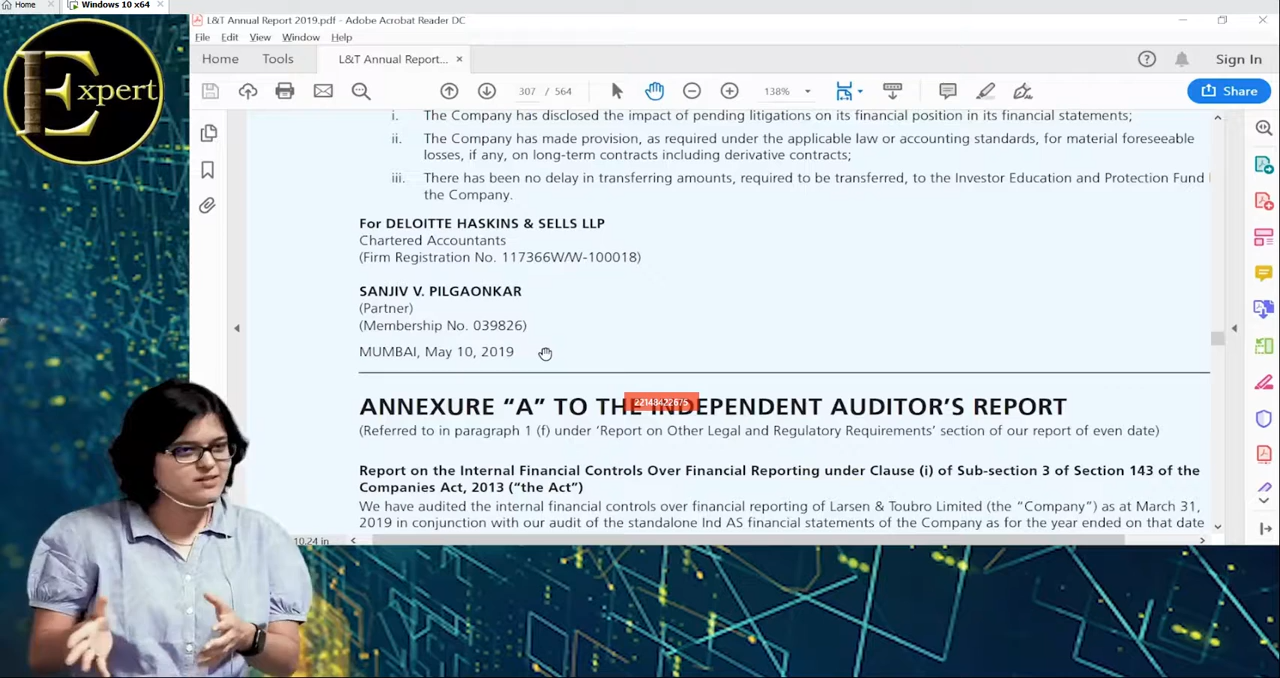 Home
Windows 10 x64
Expert
L&T Annual Report 2019.pdf - Adobe Acrobat Reader DC
File Edit View Window Help
Home Tools L&T Annual Report... Sign In
307 / 564 138% Share
i. The Company has disclosed the impact of pending litigations on its financial position in its financial statements;
ii. The Company has made provision, as required under the applicable law or accounting standards, for material foreseeable
losses, if any, on long-term contracts including derivative contracts;
iii. There has been no delay in transferring amounts, required to be transferred, to the Investor Education and Protection Fund
the Company.
For DELOITTE HASKINS & SELLS LLP
Chartered Accountants
(Firm Registration No. 117366W/W-100018)
SANJIV V. PILGAONKAR
(Partner)
(Membership No. 039826)
MUMBAI, May 10, 2019
22148422675
ANNEXURE “A” TO THE INDEPENDENT AUDITOR’S REPORT
(Referred to in paragraph 1 (f) under ‘Report on Other Legal and Regulatory Requirements’ section of our report of even date)
Report on the Internal Financial Controls Over Financial Reporting under Clause (i) of Sub-section 3 of Section 143 of the
Companies Act, 2013 (“the Act”)
We have audited the internal financial controls over financial reporting of Larsen & Toubro Limited (the “Company”) as at March 31,
2019 in conjunction with our audit of the standalone Ind AS financial statements of the Company as for the year ended on that date
10.24 in